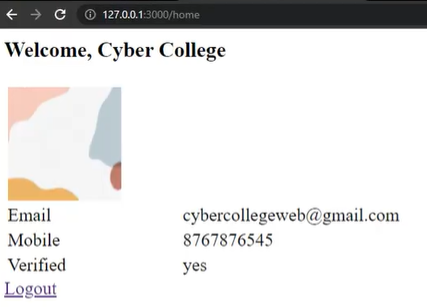 127.0.0.1:3000/home
Welcome, Cyber College
Email cybercollegeweb@gmail.com
Mobile 8767876545
Verified yes
Logout